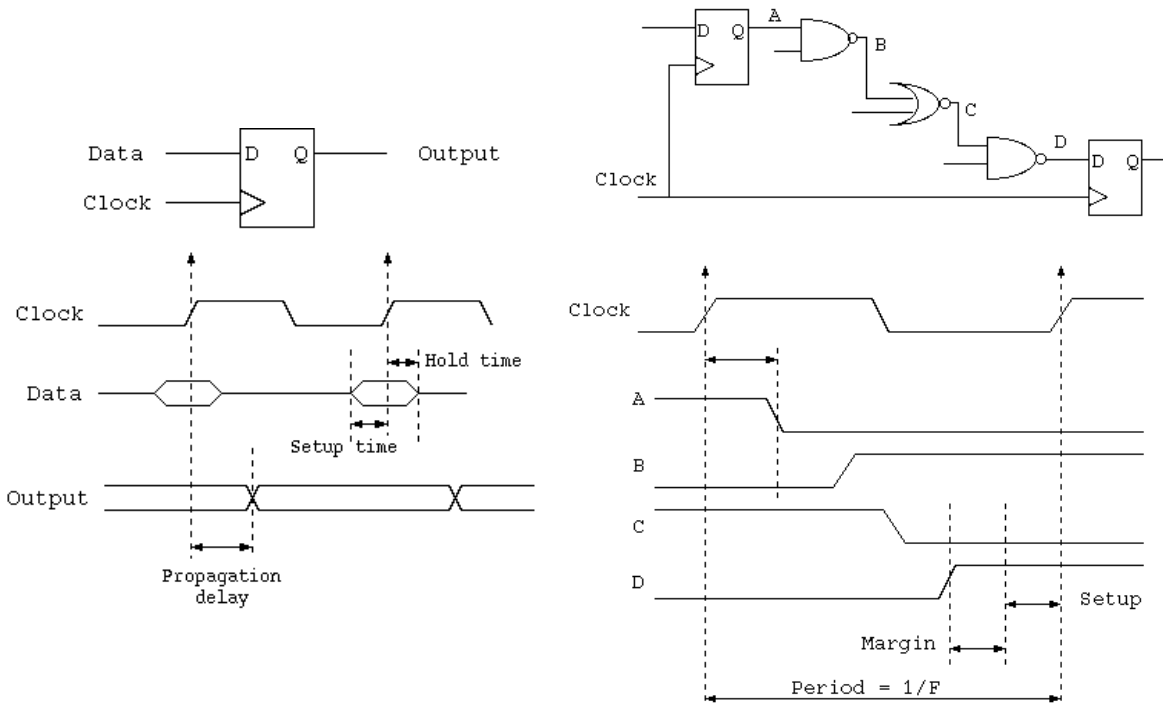 D Q
Data
Output
Clock
Clock
Hold time
Data
Setup time
Output
Propagation
delay
A
D Q
B
C
D
D Q
Clock
Clock
A
B
C
D
Setup
Margin
Period = 1/F